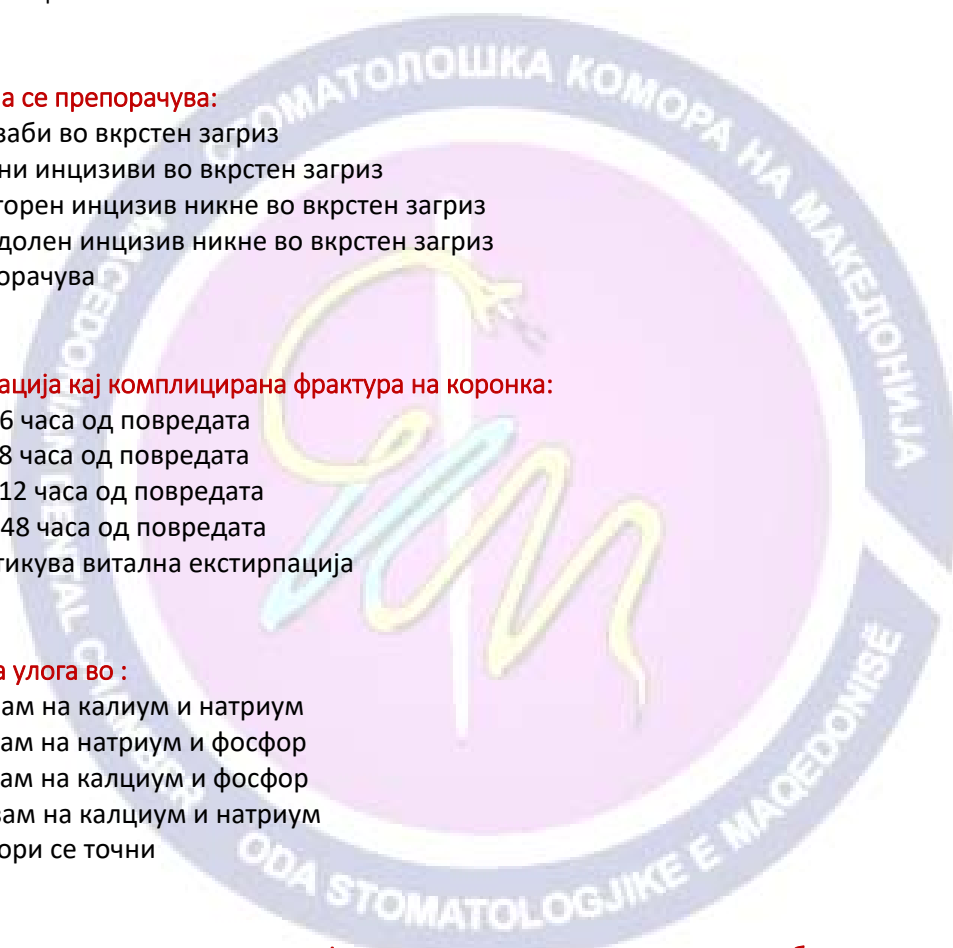 а се препорачува:
заби во вкрстен загриз
ни инцизиви во вкрстен загриз
горен инцизив никне во вкрстен загриз
долен инцизив никне во вкрстен загриз
орачува
ација кај комплицирана фрактура на коронка:
6 часа од повредата
8 часа од повредата
12 часа од повредата
48 часа од повредата
тикува витална екстирпација
а улога во :
ам на калиум и натриум
ам на натриум и фосфор
ам на калциум и фосфор
вам на калциум и натриум
ори се точни
СТОМАТОЛОШКА КОМОРА НА МАКЕДОНИЈА
ODA STOMATOLOGJIKE E MAQEDONISË
MACEDONIAN DENTAL CHAMBER